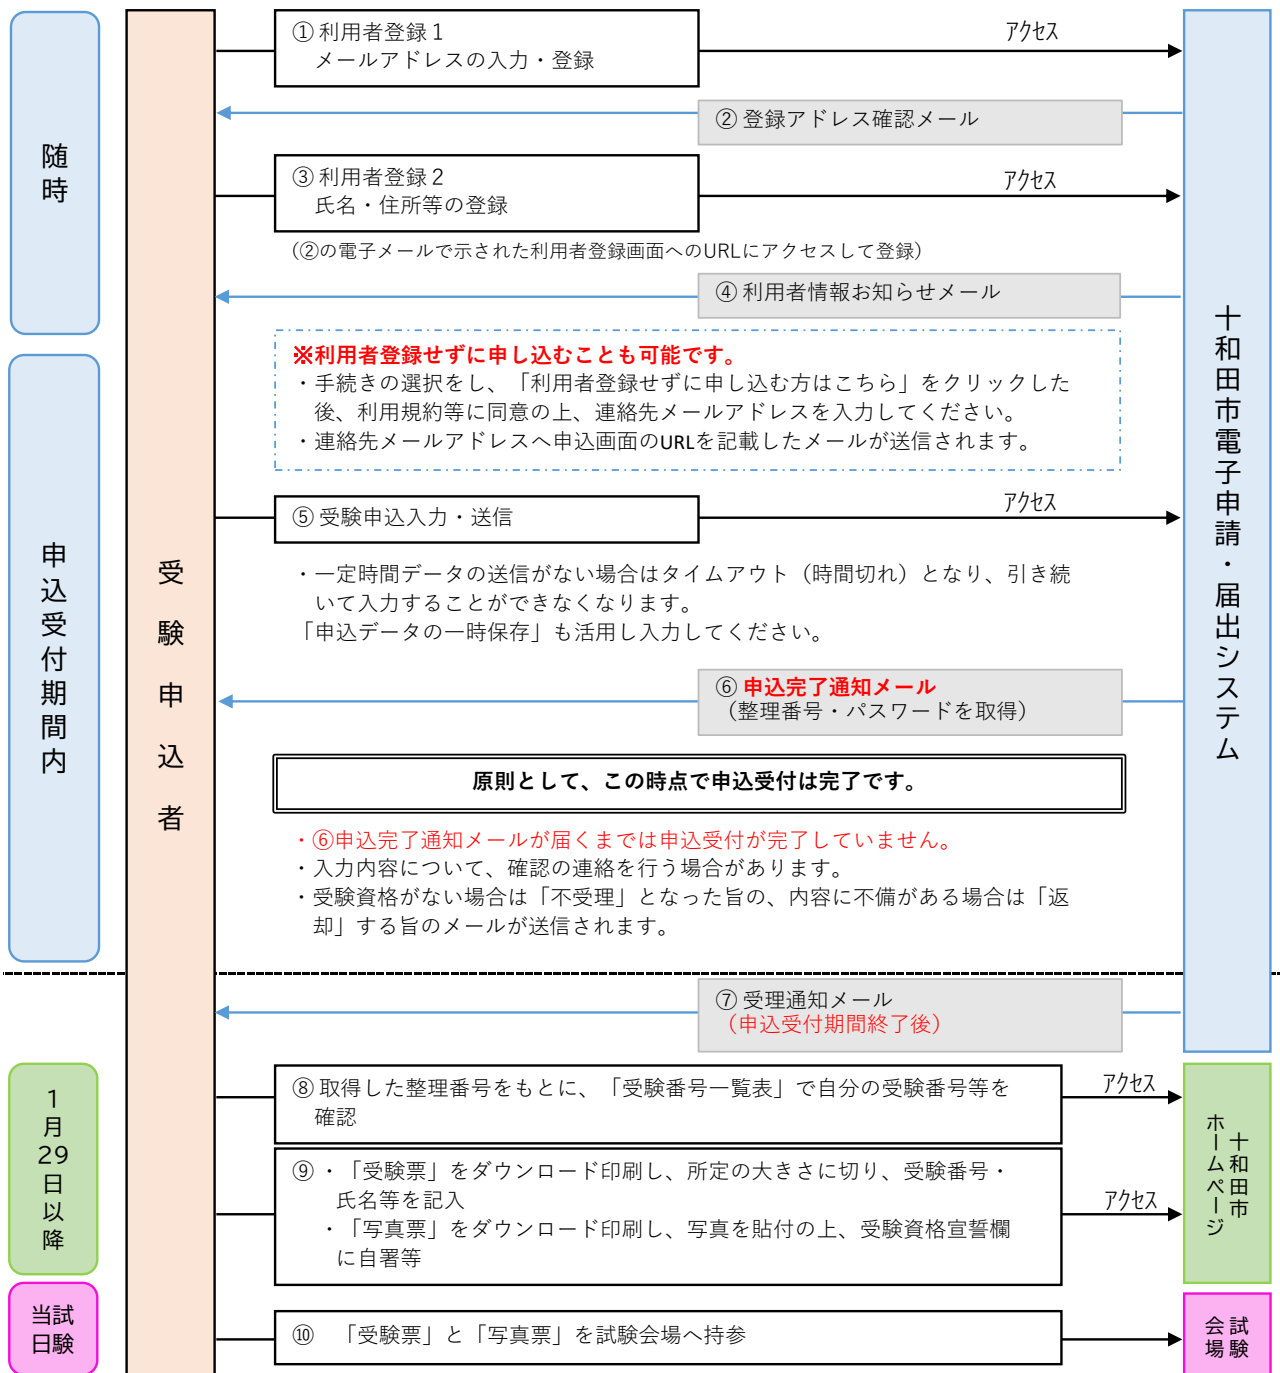 随時
申込受付期間内
1月29日以降
試験当日
受験申込者
① 利用者登録１
メールアドレスの入力・登録
アクセス
② 登録アドレス確認メール
③ 利用者登録２
氏名・住所等の登録
アクセス
（②の電子メールで示された利用者登録画面へのURLにアクセスして登録）
④ 利用者情報お知らせメール
※利用者登録せずに申し込むことも可能です。
・手続きの選択をし、「利用者登録せずに申し込む方はこちら」をクリックした
後、利用規約等に同意の上、連絡先メールアドレスを入力してください。
・連絡先メールアドレスへ申込画面のURLを記載したメールが送信されます。
⑤ 受験申込入力・送信
アクセス
・一定時間データの送信がない場合はタイムアウト（時間切れ）となり、引き続
いて入力することができなくなります。
「申込データの一時保存」も活用し入力してください。
⑥ 申込完了通知メール
（整理番号・パスワードを取得）
原則として、この時点で申込受付は完了です。
・⑥申込完了通知メールが届くまでは申込受付が完了していません。
・入力内容について、確認の連絡を行う場合があります。
・受験資格がない場合は「不受理」となった旨の、内容に不備がある場合は「返
却」する旨のメールが送信されます。
⑦ 受理通知メール
（申込受付期間終了後）
⑧ 取得した整理番号をもとに、「受験番号一覧表」で自分の受験番号等を
確認
アクセス
⑨ ・「受験票」をダウンロード印刷し、所定の大きさに切り、受験番号・
氏名等を記入
・「写真票」をダウンロード印刷し、写真を貼付の上、受験資格宣誓欄
に自署等
アクセス
⑩ 「受験票」と「写真票」を試験会場へ持参
十和田市電子申請・届出システム
十和田市
ホームページ
試験
会場